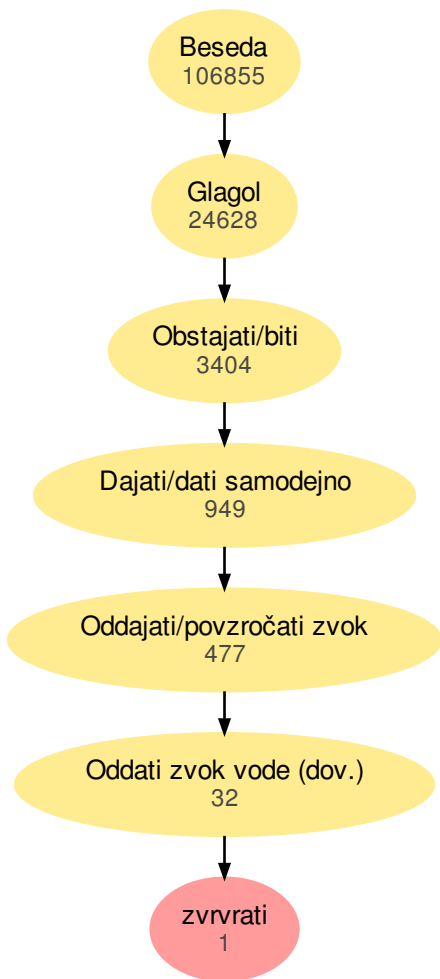 Beseda
106855
Glagol
24628
Obstajati/biti
3404
Dajati/dati samodejno
949
Oddajati/povzročati zvok
477
Oddati zvok vode (dov.)
32
zvrvrati
1